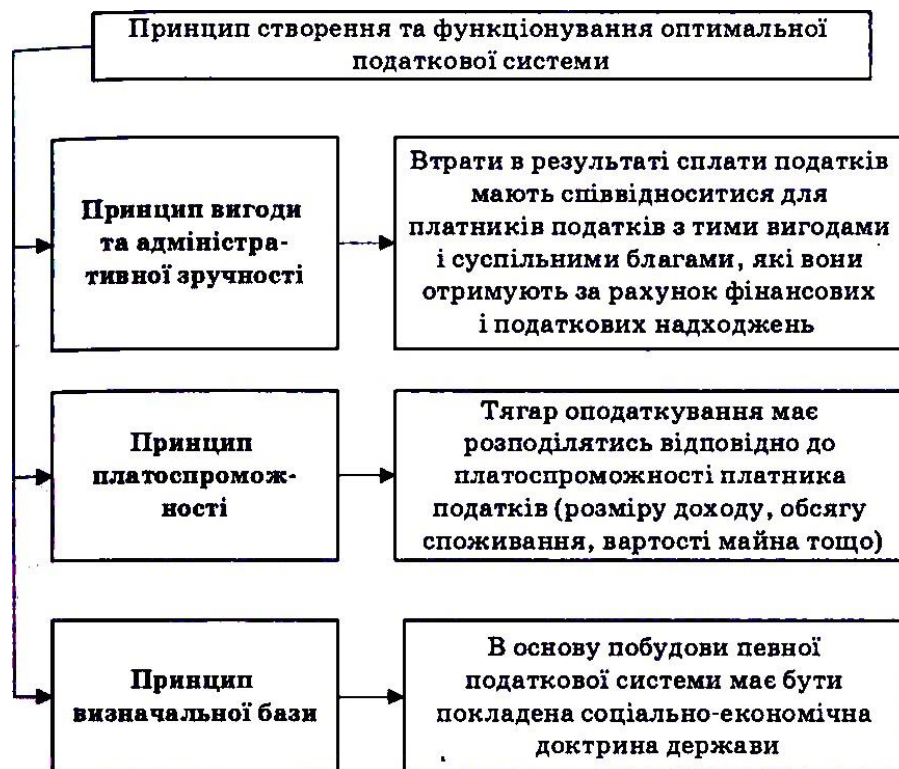 Принцип створення та функціонування оптимальної
податкової системи
Принцип вигоди
та адміністра-
тивної зручності
Втрати в результаті сплати податків
мають співвідноситися для
платників податків з тими вигодами
і суспільними благами, які вони
отримують за рахунок фінансових
і податкових надходжень
Принцип
платоспромож-
ності
Тягар оподаткування має
розподілятись відповідно до
платоспроможності платника
податків (розміру доходу, обсягу
споживання, вартості майна тощо)
Принцип
визначальної бази
В основу побудови певної
податкової системи має бути
покладена соціально-економічна
доктрина держави